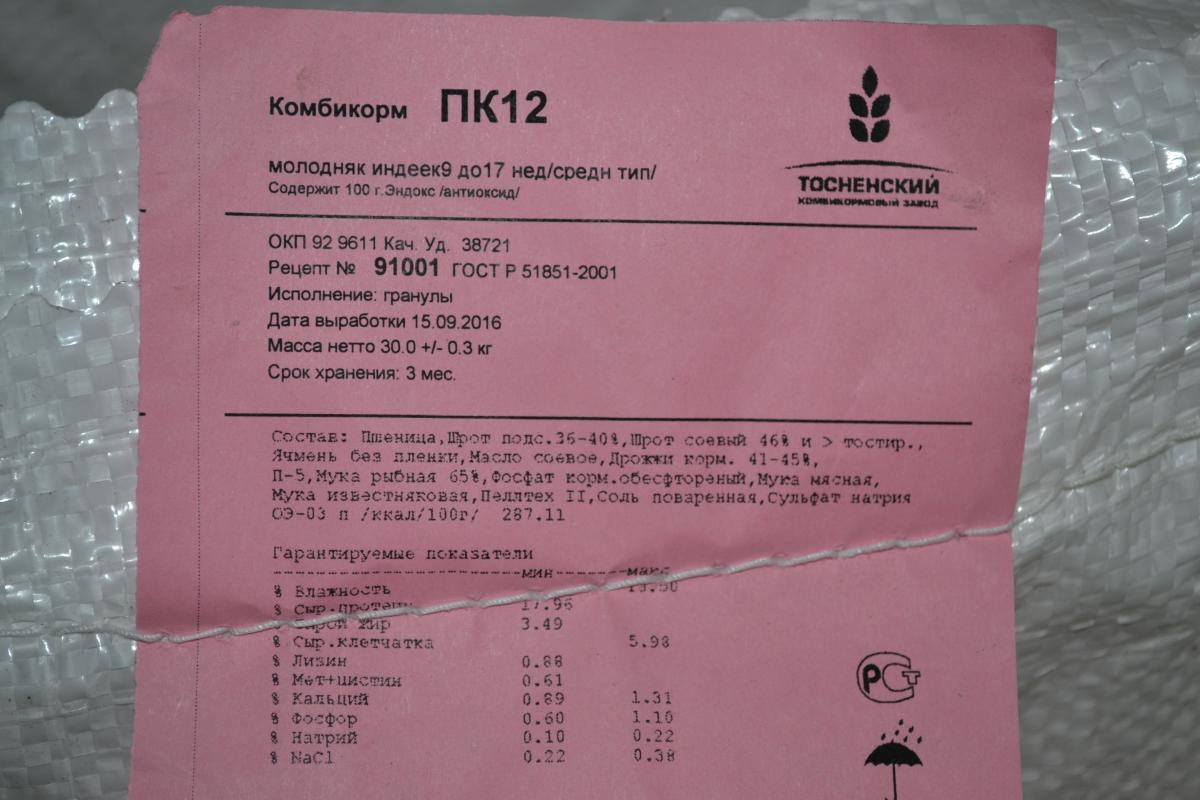 Комбикорм ПК12
молодняк индеек9 до17 нед/средн тип/
Содержит 100 г.Эндокс /антиоксид/
ТОСНЕНСКИЙ
КОМБИКОРМОВЫЙ ЗАВОД
ОКП 92 9611 Кач. Уд. 38721
Рецепт № 91001 ГОСТ Р 51851-2001
Исполнение: гранулы
Дата выработки 15.09.2016
Масса нетто 30.0 +/- 0.3 кг
Срок хранения: 3 мес.
Состав: Пшеница,Шрот подс.36-40%,Шрот соевый 46% и > тостир.,
Ячмень без пленки,Масло соевое,Дрожжи корм. 41-45%,
П-5,Мука рыбная 65%,Фосфат корм.обесфтореный,Мука мясная,
Мука известняковая,Пеллтех II,Соль поваренная,Сульфат натрия
ОЭ-03 п /ккал/100г/ 287.11
Гарантируемые показатели
мин макс
% Влажность
% Сыр.протеин 17.96
% Сырой жир 3.49
% Сыр.клетчатка 5.98
% Лизин 0.88
% Мет+цистин 0.61
% Кальций 0.89 1.31
% Фосфор 0.60 1.10
% Натрий 0.10 0.22
% NaCl 0.22 0.38
РСТ